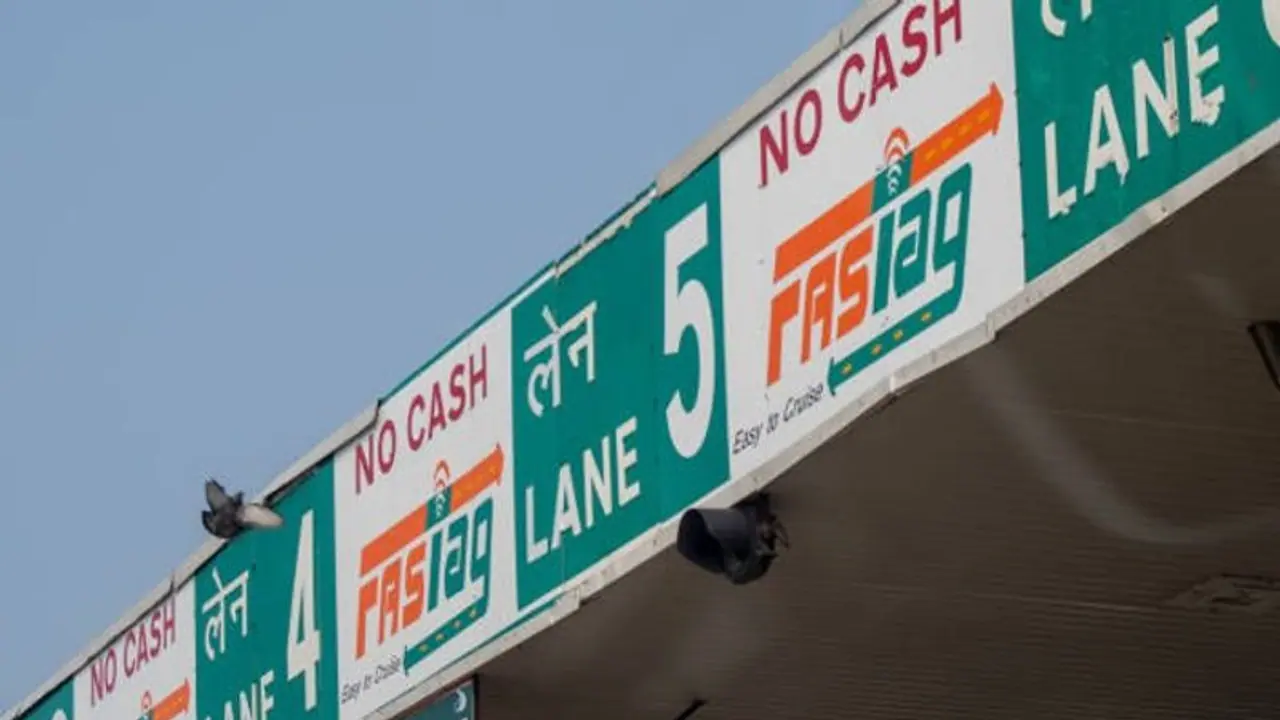 NO CASH
लेन
LANE 4
NO CASH
FASTag
Easy to Cruise
लेन
LANE 5
NO CASH
FASTag
Easy to Cruise
LANE